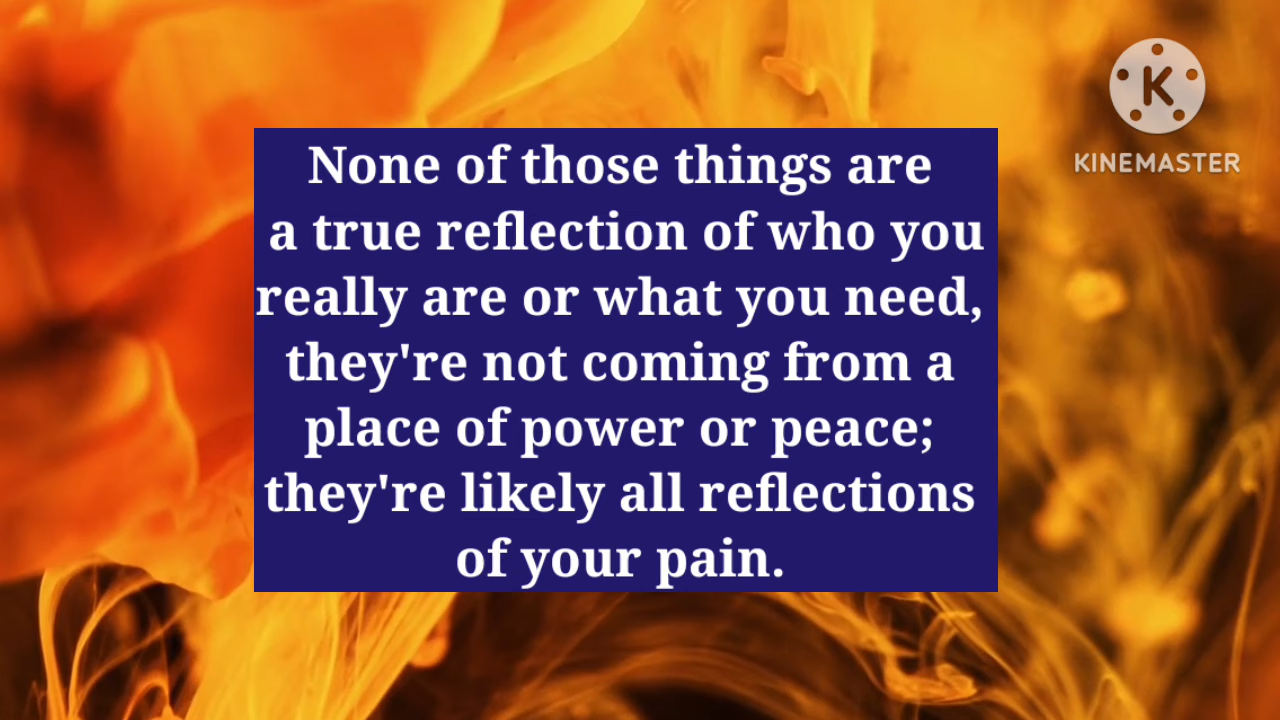 None of those things are
a true reflection of who you
really are or what you need,
they're not coming from a
place of power or peace;
they're likely all reflections
of your pain.
K
KINEMASTER